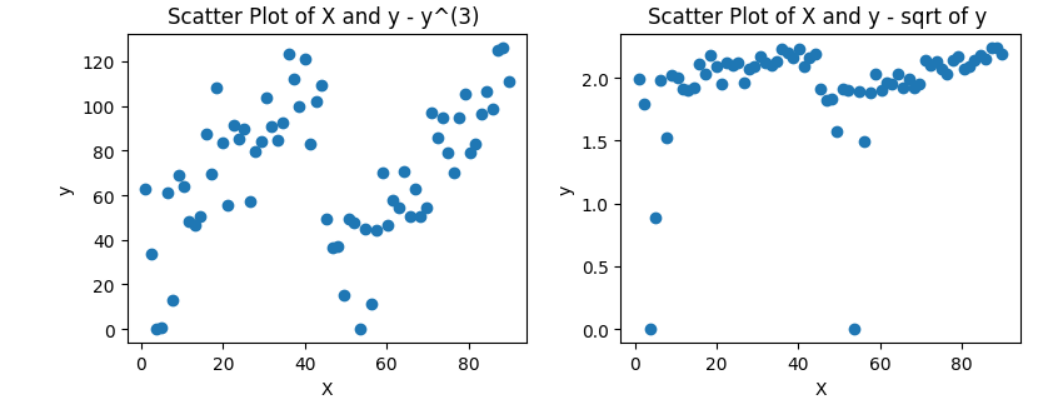 Scatter Plot of X and y - y^(3)
120
100
80
60
40
20
0
y
0 20 40 60 80
X
Scatter Plot of X and y - sqrt of y
2.0
1.5
1.0
0.5
0.0
y
0 20 40 60 80
X